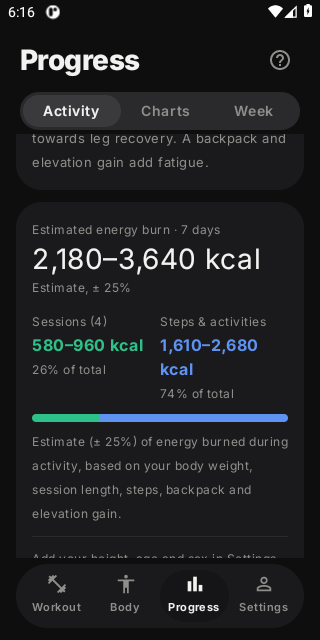 6:16
Progress
Activity
Charts
Week
towards leg recovery. A backpack and
elevation gain add fatigue.
Estimated energy burn · 7 days
2,180–3,640 kcal
Estimate, ± 25%
Sessions (4)
580–960 kcal
26% of total
Steps & activities
1,610–2,680
kcal
74% of total
Estimate (± 25%) of energy burned during
activity, based on your body weight,
session length, steps, backpack and
elevation gain.
Add your height, age and sex in Settings
Workout
Body
Progress
Settings